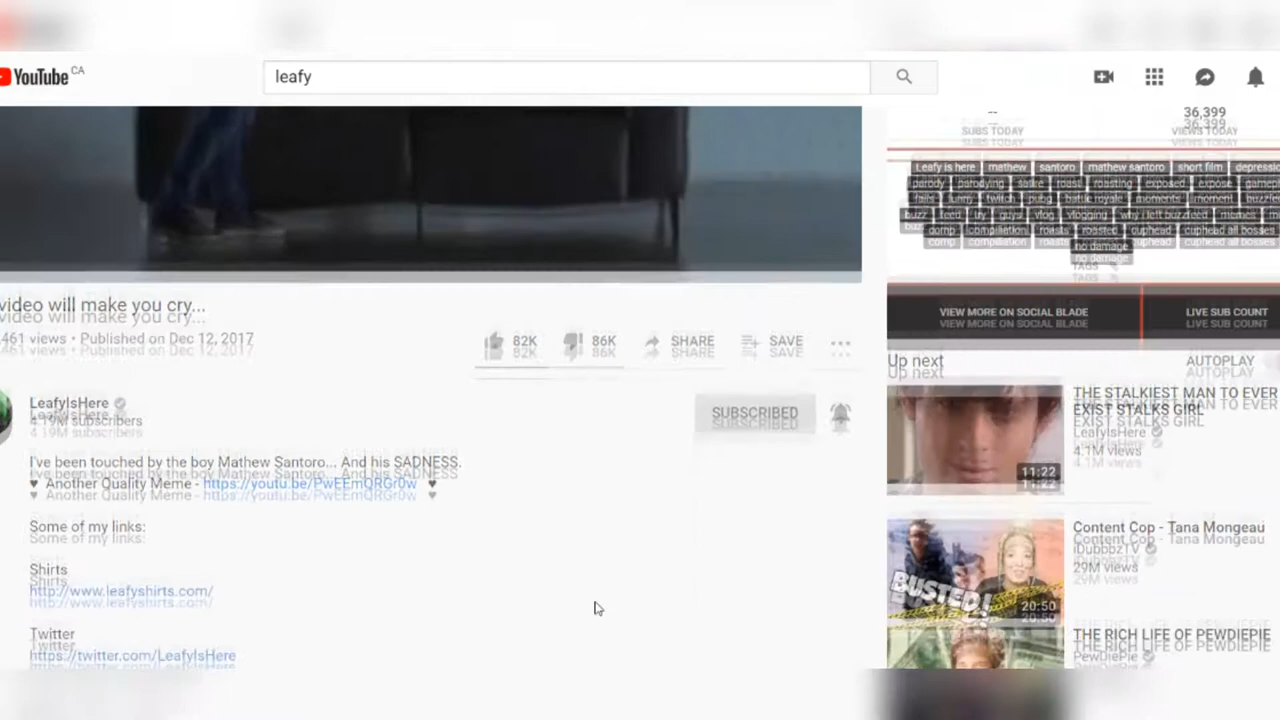 YouTube CA
leafy
36,399
SUBS TODAY
VIEWS TODAY
Leafy is here mathew santoro mathew santoro short film
parody parodying satire roast roasting exposed expose
fails funny twitch pubg battle royale moments moment
buzz feed try guys vlog vlogging why i left buzzfeed memes
comp compilation roasts roasted cuphead cuphead all bosses
no damage
TAGS
VIEW MORE ON SOCIAL BLADE
LIVE SUB COUNT
video will make you cry...
461 views • Published on Dec 12, 2017
82K
86K
SHARE
SAVE
LeafyIsHere
4.19M subscribers
SUBSCRIBED
I've been touched by the boy Mathew Santoro... And his SADNESS.
♥ Another Quality Meme - https://youtu.be/PwEEmQRGr0w ♥
Some of my links:
Shirts
http://www.leafyshirts.com/
Twitter
https://twitter.com/LeafyIsHere
Up next
AUTOPLAY
THE STALKIEST MAN TO EVER
EXIST STALKS GIRL
LeafyIsHere
4.1M views
11:22
Content Cop - Tana Mongeau
iDubbbzTV
29M views
BUSTED!
20:50
THE RICH LIFE OF PEWDIEPIE
PewDiePie